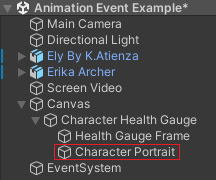 Animation Event Example*
Main Camera
Directional Light
Ely By K.Atienza
Erika Archer
Screen Video
Canvas
Character Health Gauge
Health Gauge Frame
Character Portrait
EventSystem